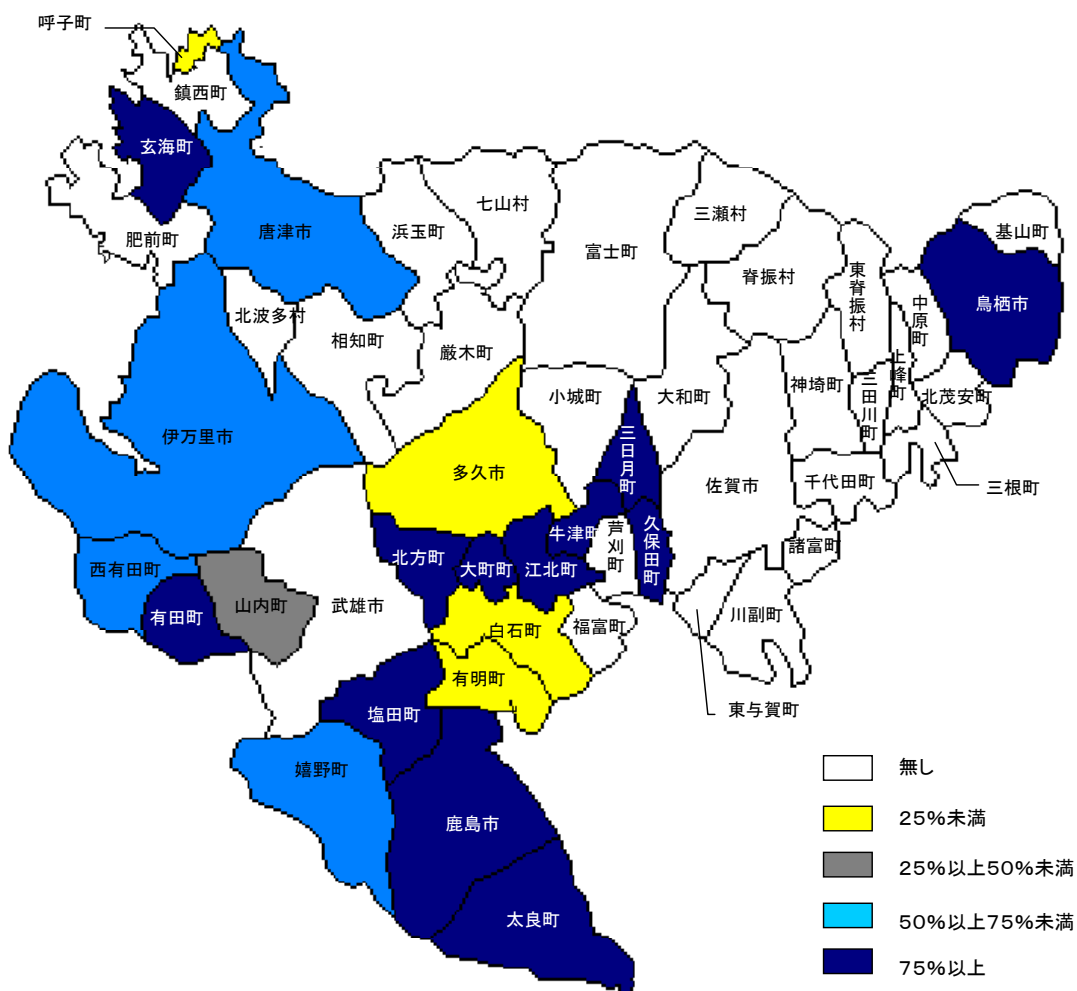 呼子町
鎮西町
玄海町
七山村
三瀬村
浜玉町
唐津市
肥前町
富士町
基山町
脊振村
東脊振村
中原町
鳥栖市
北波多村
相知町
厳木町
上峰町
神埼町
三田川町
北茂安町
小城町
大和町
伊万里市
三日月町
多久市
佐賀市
千代田町
三根町
牛津町
芦刈町
久保田町
諸富町
北方町
大町町
江北町
西有田町
山内町
武雄市
有田町
川副町
福富町
白石町
有明町
東与賀町
塩田町
嬉野町
鹿島市
太良町
無し
25%未満
25%以上50%未満
50%以上75%未満
75%以上